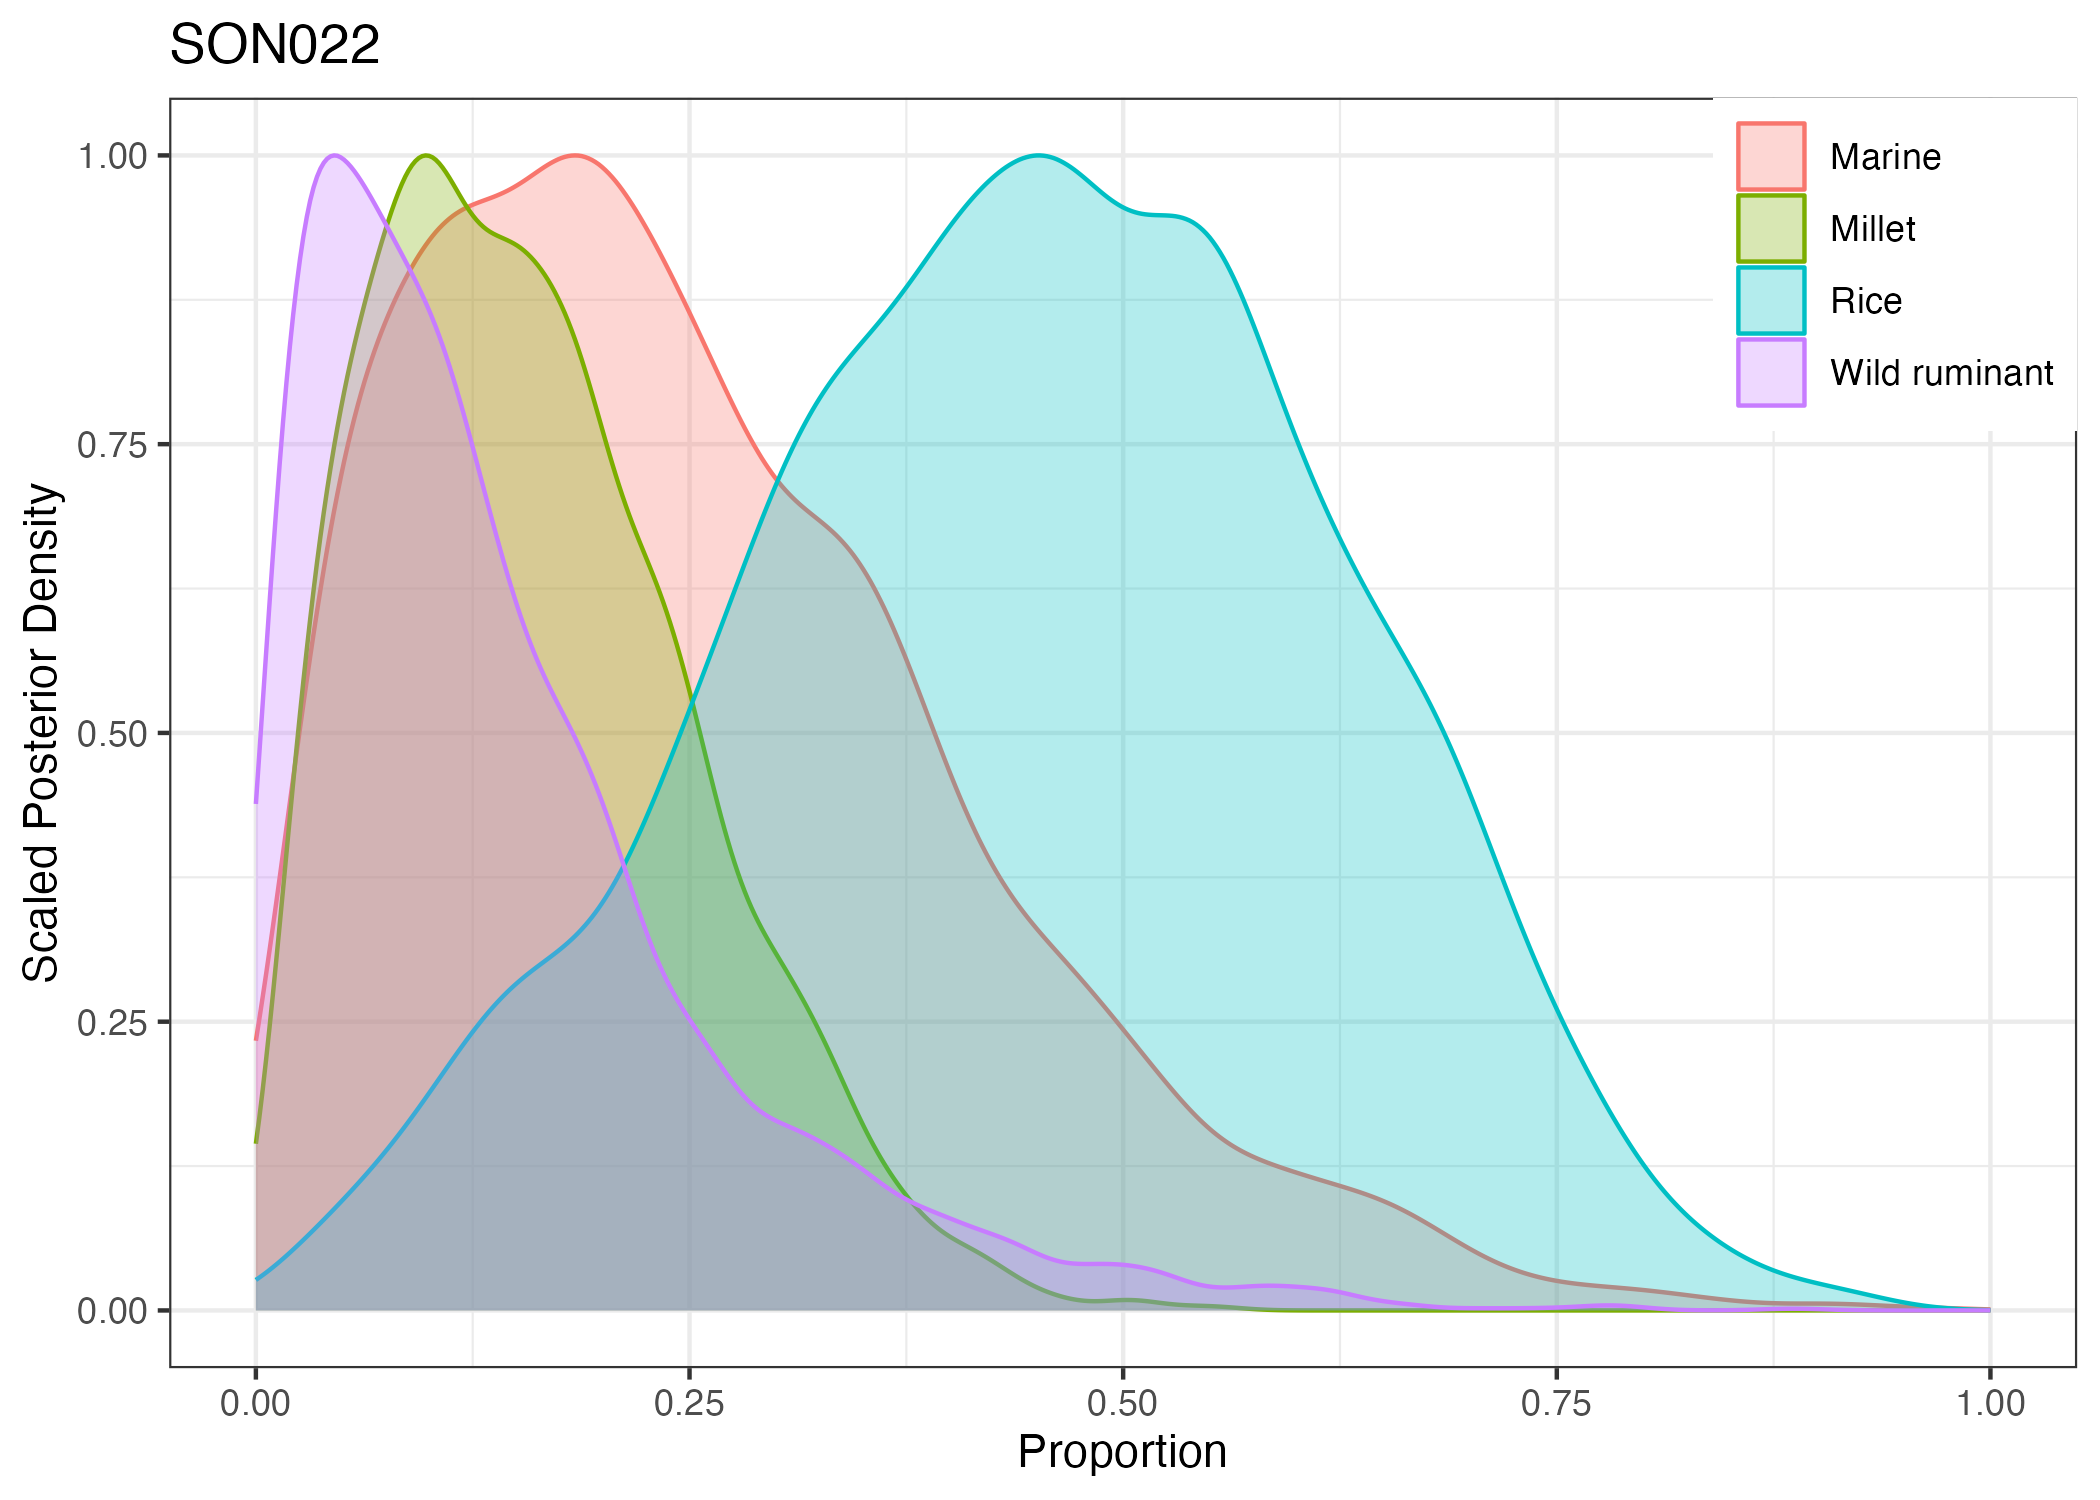 SON022
Marine
Millet
Rice
Wild ruminant
Scaled Posterior Density
1.00
0.75
0.50
0.25
0.00
0.00 0.25 0.50 0.75 1.00
Proportion